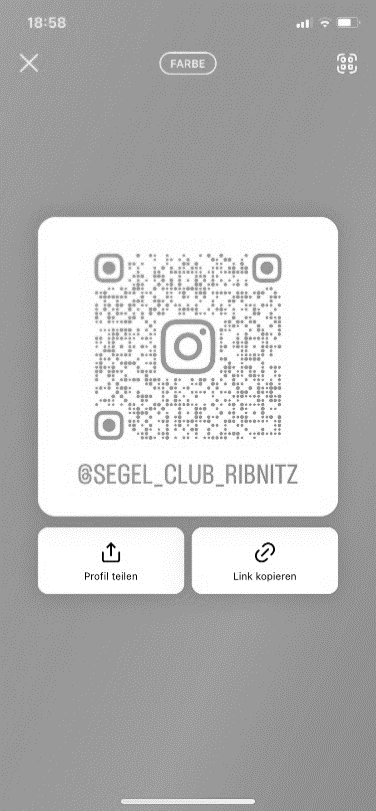 18:58
FARBE
@SEGEL_CLUB_RIBNITZ
Profil teilen
Link kopieren